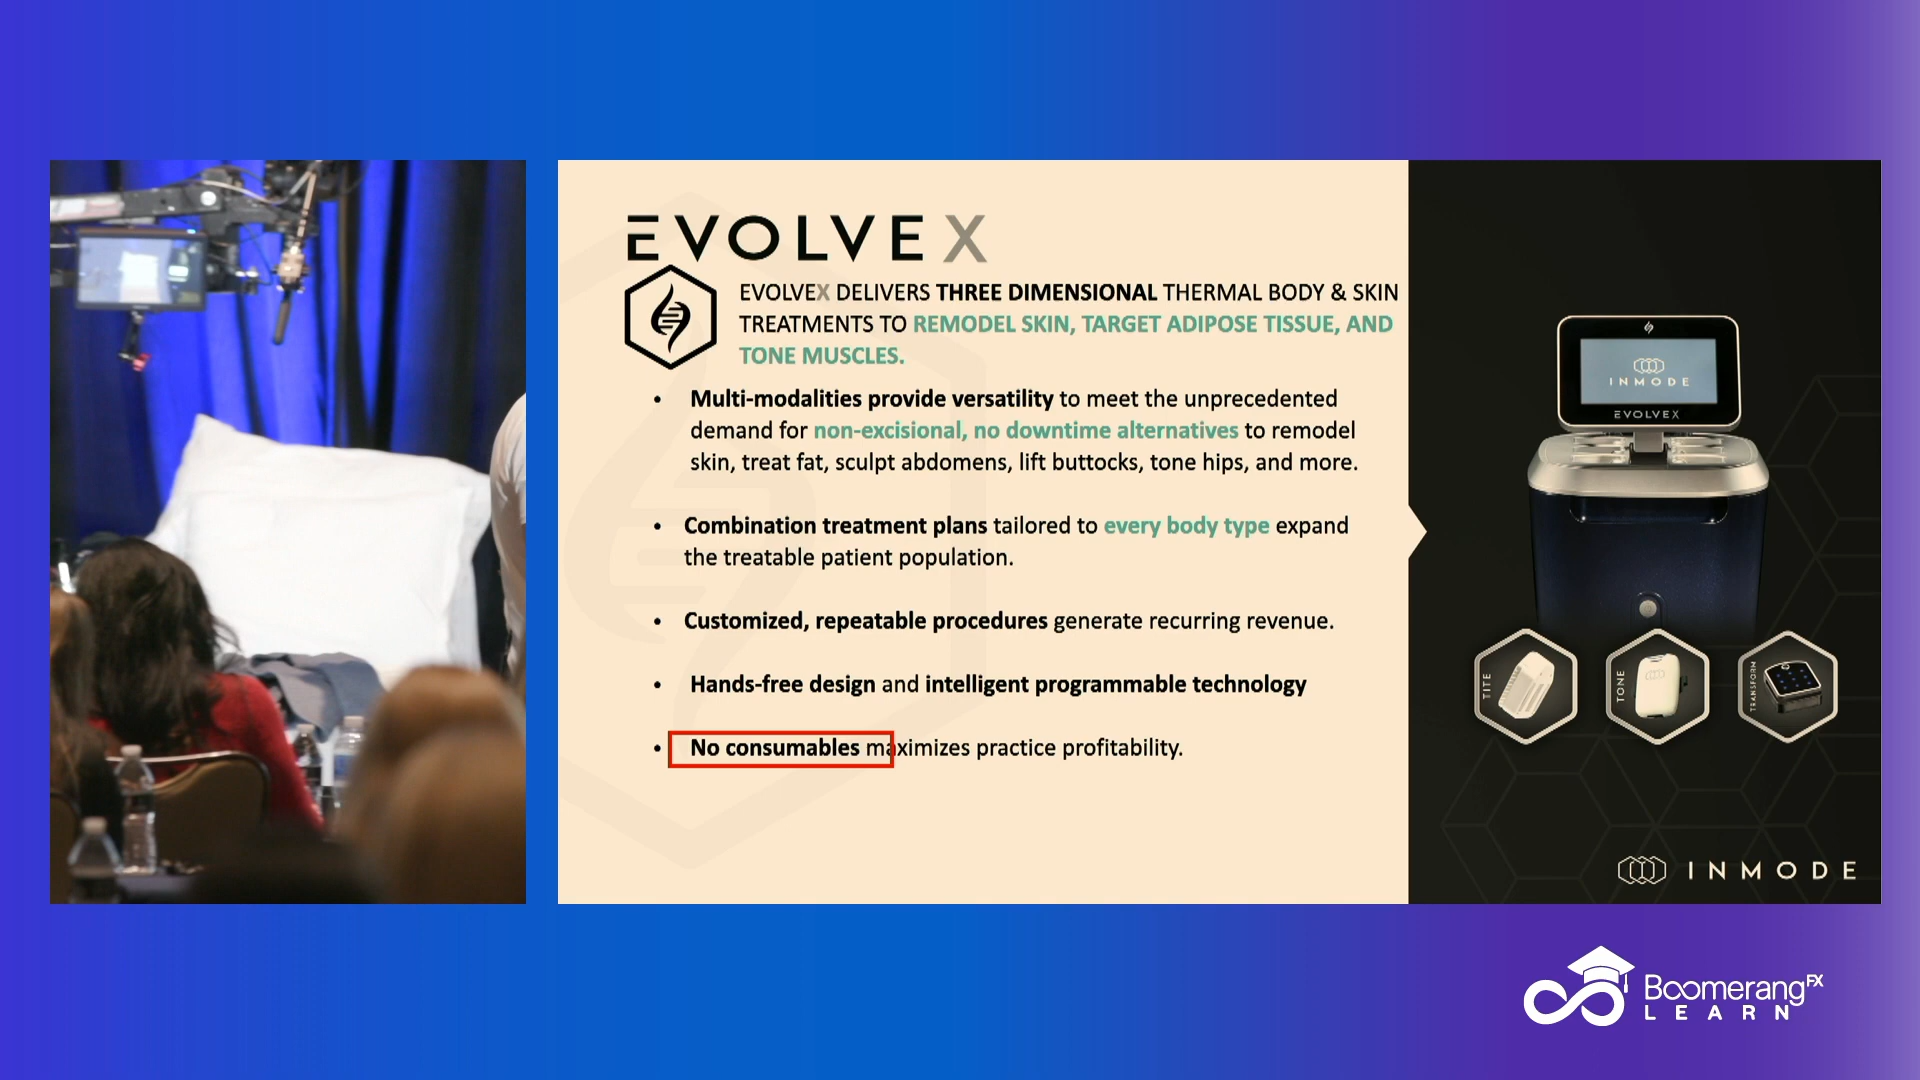 EVOLVEX
EVOLVEX DELIVERS THREE DIMENSIONAL THERMAL BODY & SKIN
TREATMENTS TO REMODEL SKIN, TARGET ADIPOSE TISSUE, AND
TONE MUSCLES.
• Multi-modalities provide versatility to meet the unprecedented
demand for non-excisional, no downtime alternatives to remodel
skin, treat fat, sculpt abdomens, lift buttocks, tone hips, and more.
• Combination treatment plans tailored to every body type expand
the treatable patient population.
• Customized, repeatable procedures generate recurring revenue.
• Hands-free design and intelligent programmable technology
• No consumables maximizes practice profitability.
INMODE
EVOLVEX
TITE
TONE
TRANSFORM
INMODE
BoomerangFX
LEARN